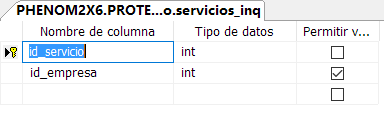 PHENOM2X6.PROTE...o.servicios_inq
Nombre de columna Tipo de datos Permitir v...
id_servicio int
id_empresa int